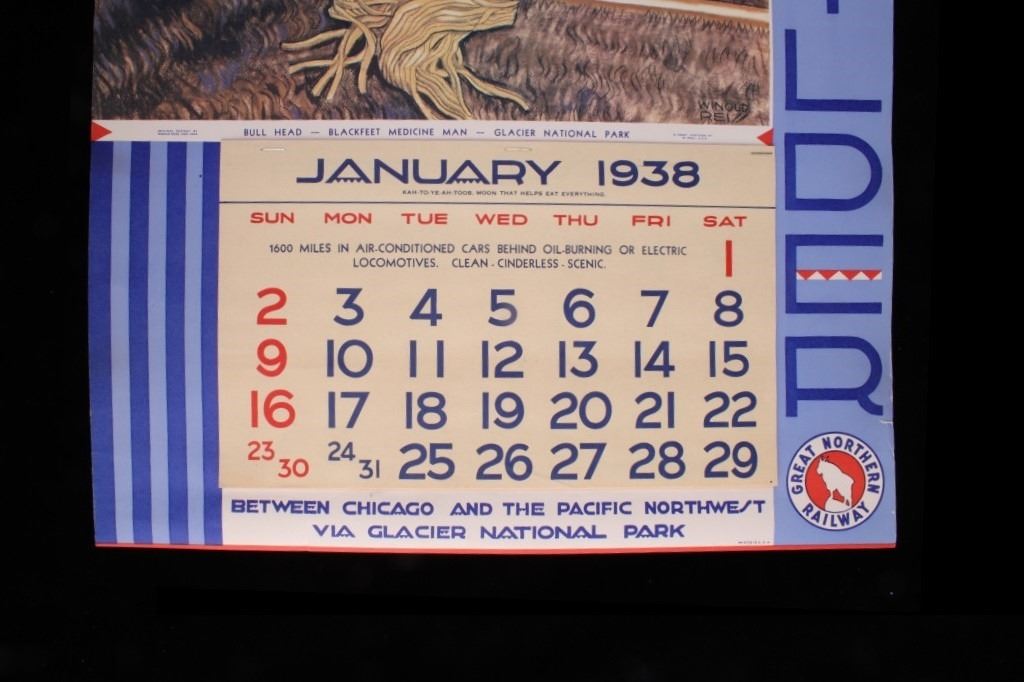 WINOLD
REISS
BULL HEAD — BLACKFEET MEDICINE MAN — GLACIER NATIONAL PARK
JANUARY 1938
KAH-TO-YE-AH-TOOS, MOON THAT HELPS EAT EVERYTHING.
SUN MON TUE WED THU FRI SAT
1600 MILES IN AIR-CONDITIONED CARS BEHIND OIL-BURNING OR ELECTRIC
LOCOMOTIVES. CLEAN - CINDERLESS - SCENIC.
1
2 3 4 5 6 7 8
9 10 11 12 13 14 15
16 17 18 19 20 21 22
23 30 24 31 25 26 27 28 29
BETWEEN CHICAGO AND THE PACIFIC NORTHWEST
VIA GLACIER NATIONAL PARK
LDER
GREAT NORTHERN
RAILWAY